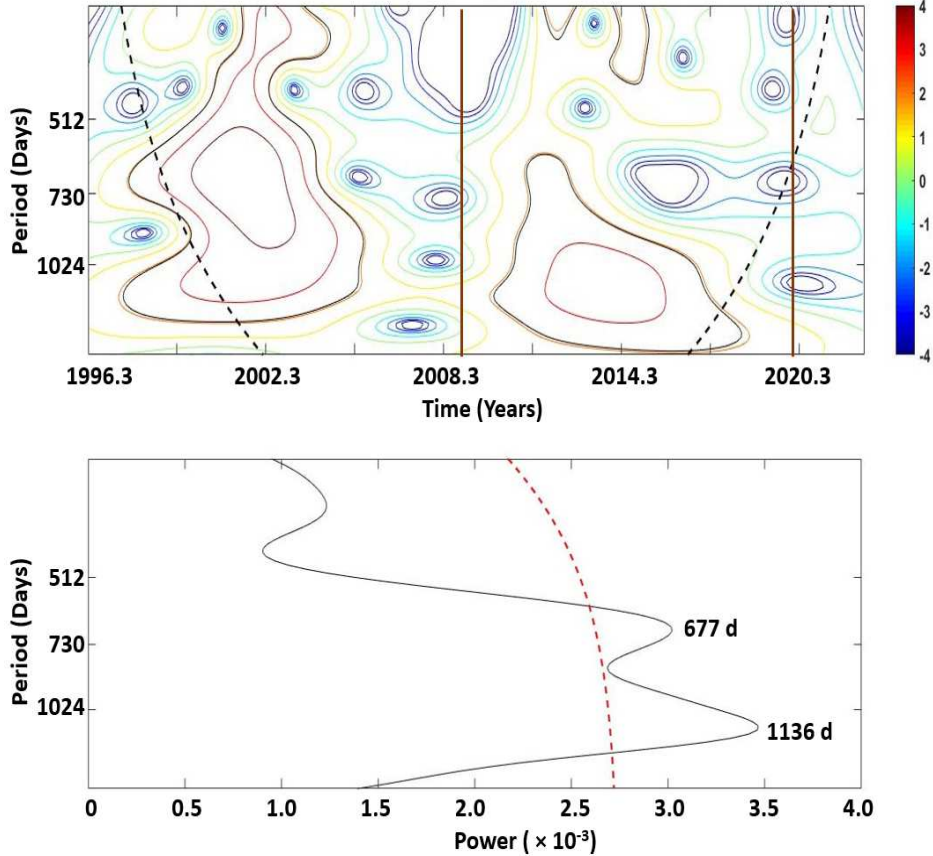 4
3
2
1
0
-1
-2
-3
-4
Period (Days)
512
730
1024
1996.3 2002.3 2008.3 2014.3 2020.3
Time (Years)
Period (Days)
512
730
1024
677 d
1136 d
0 0.5 1.0 1.5 2.0 2.5 3.0 3.5 4.0
Power ( × 10⁻³)